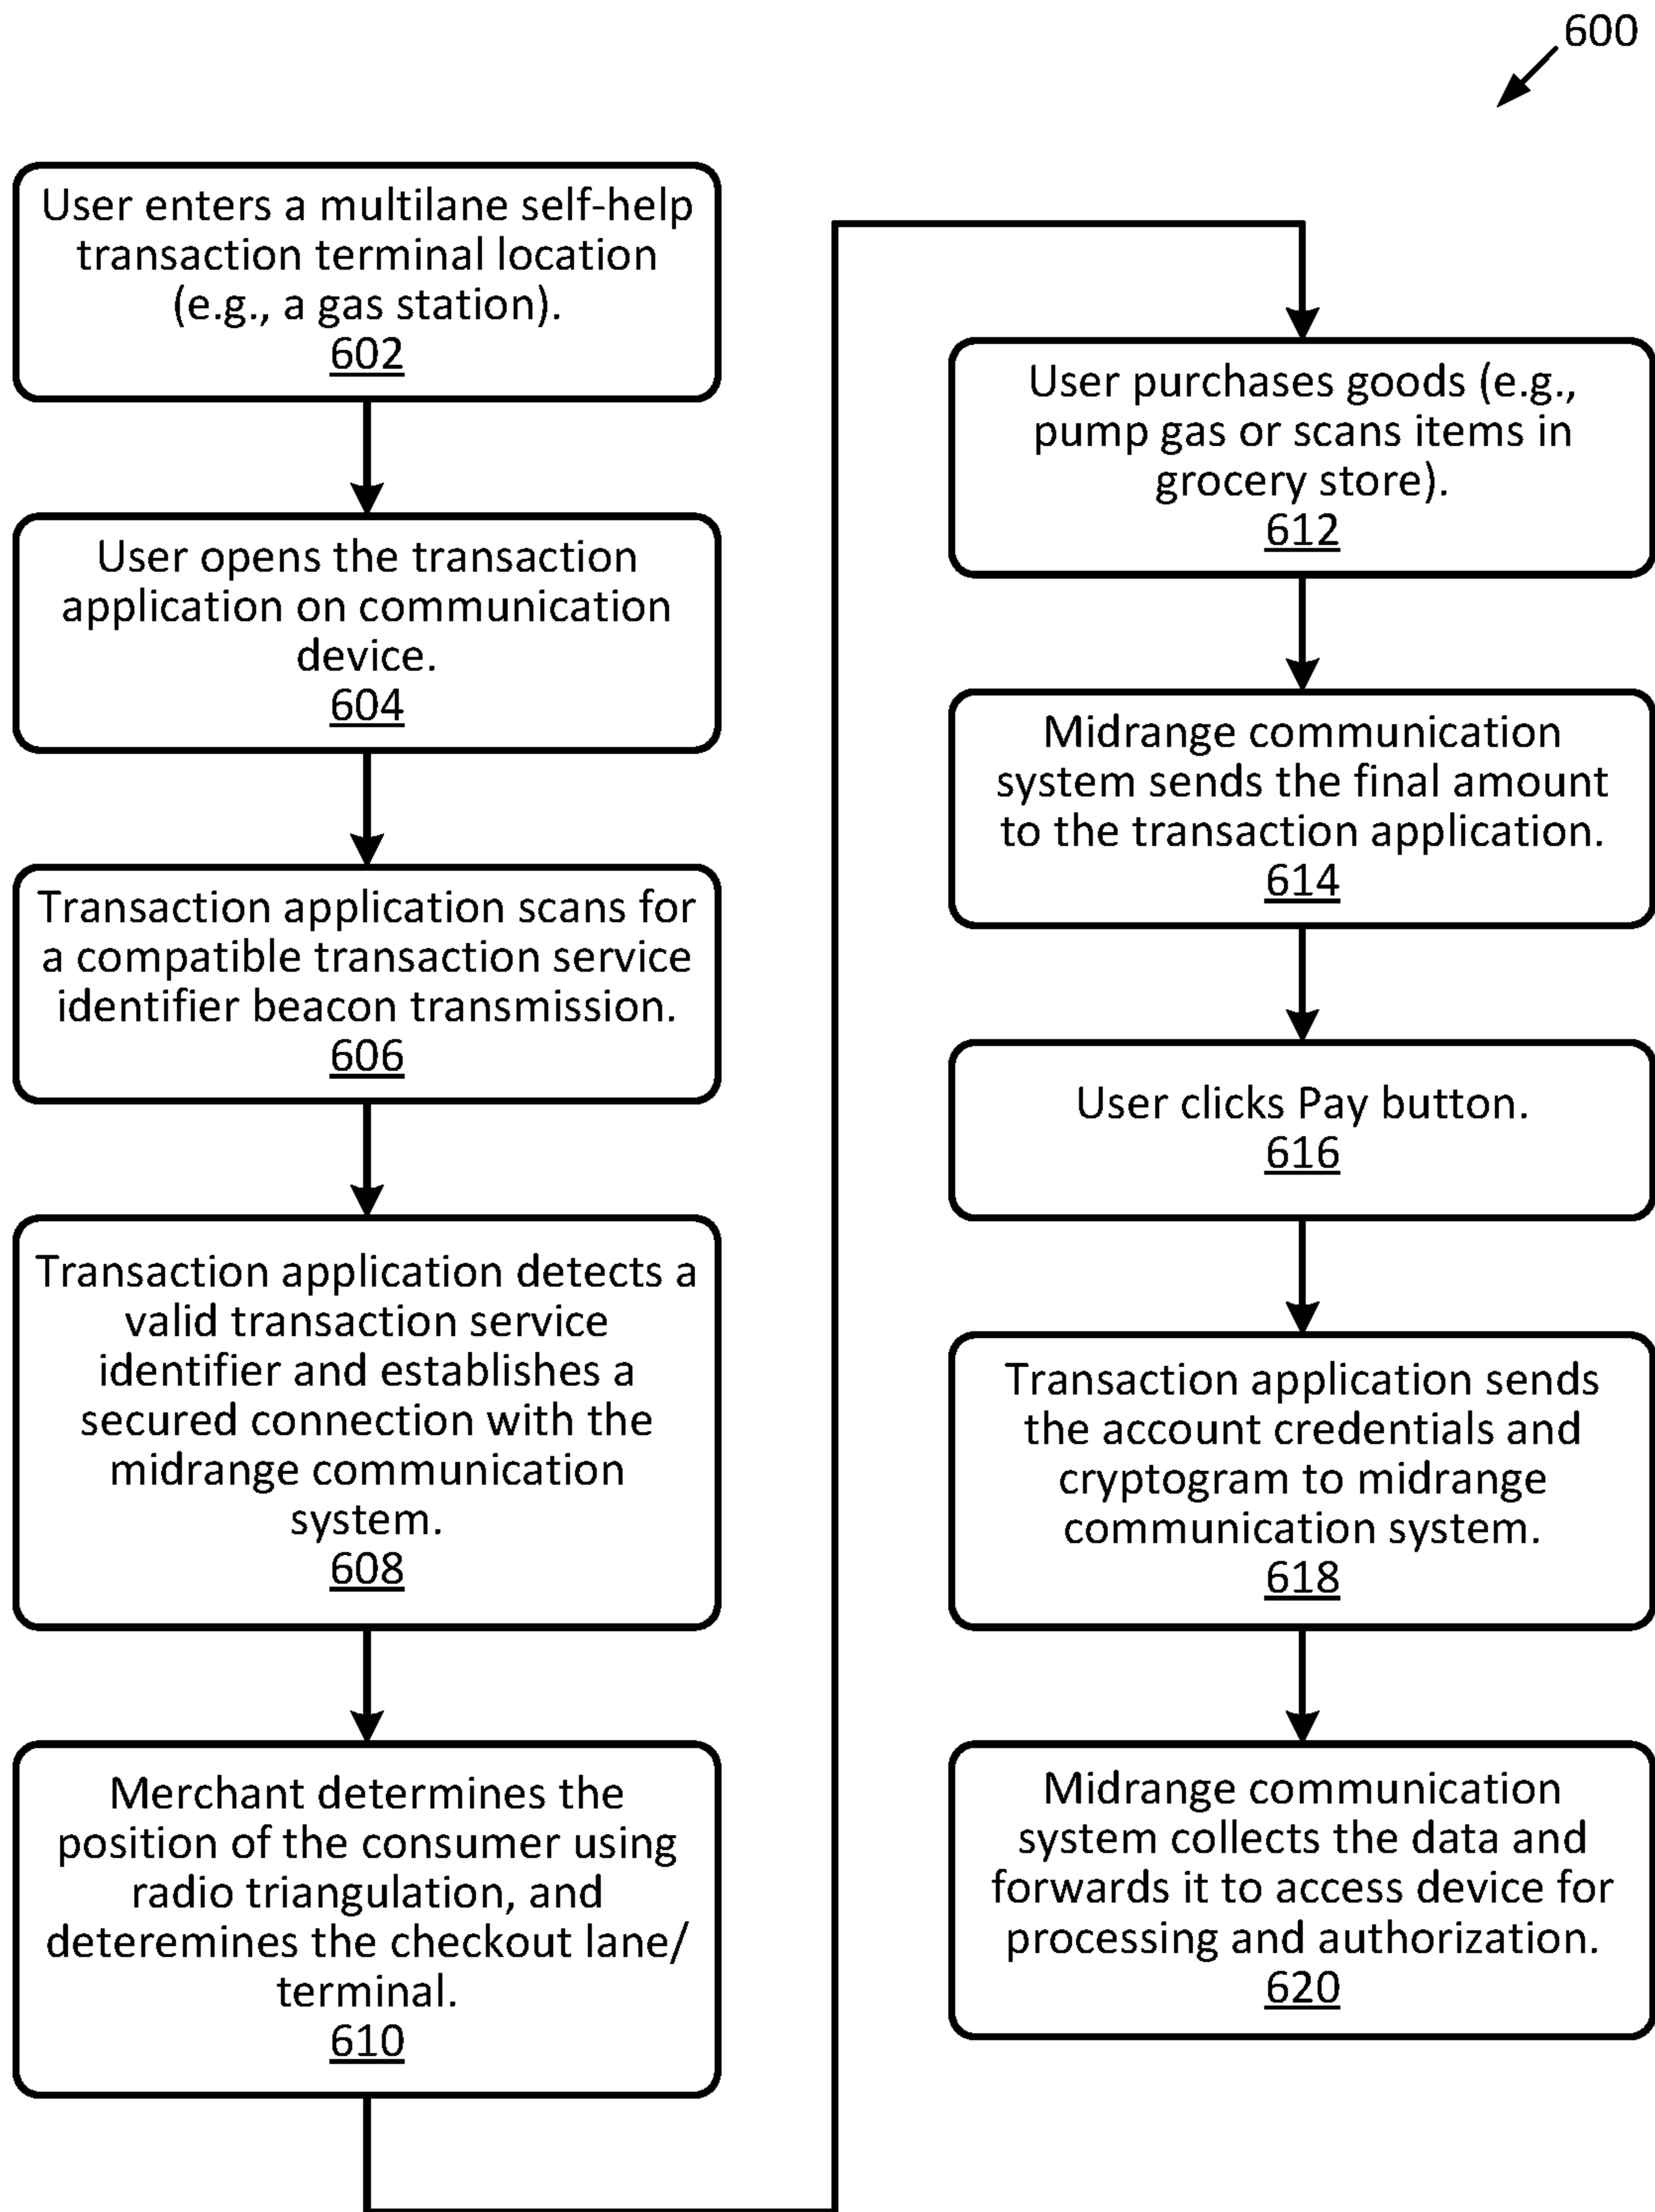 600
User enters a multilane self-help
transaction terminal location
(e.g., a gas station).
602
User opens the transaction
application on communication
device.
604
Transaction application scans for
a compatible transaction service
identifier beacon transmission.
606
Transaction application detects a
valid transaction service
identifier and establishes a
secured connection with the
midrange communication
system.
608
Merchant determines the
position of the consumer using
radio triangulation, and
deteremines the checkout lane/
terminal.
610
User purchases goods (e.g.,
pump gas or scans items in
grocery store).
612
Midrange communication
system sends the final amount
to the transaction application.
614
User clicks Pay button.
616
Transaction application sends
the account credentials and
cryptogram to midrange
communication system.
618
Midrange communication
system collects the data and
forwards it to access device for
processing and authorization.
620